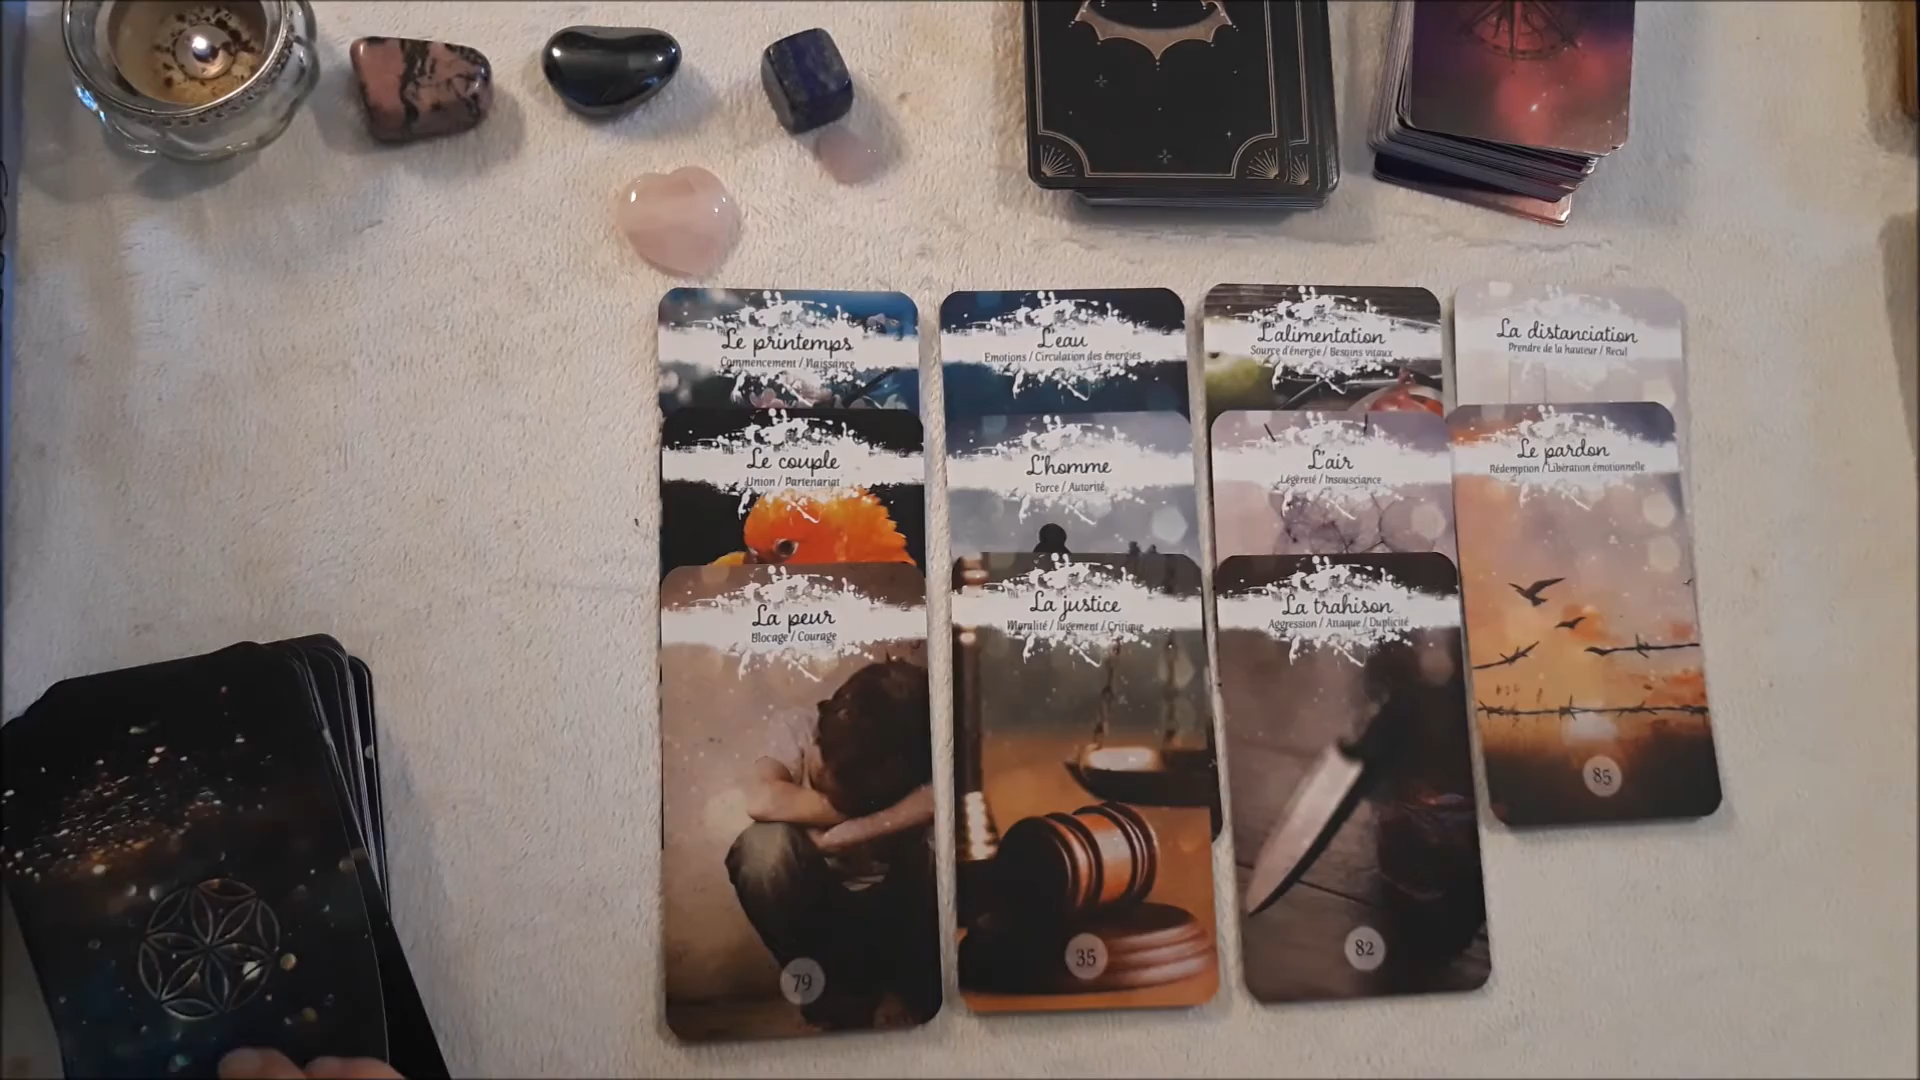 Le printemps
Commencement / Naissance
L'eau
Emotions / Circulation des énergies
L'alimentation
Source d'énergie / Besoins vitaux
La distanciation
Prendre de la hauteur / Recul
Le couple
Union / Partenariat
L'homme
Force / Autorité
L'air
Légèreté / Insousciance
Le pardon
Rédemption / Libération émotionnelle
85
La peur
Blocage / Courage
79
La justice
Moralité / Jugement / Critique
35
La trahison
Aggression / Attaque / Duplicité
82